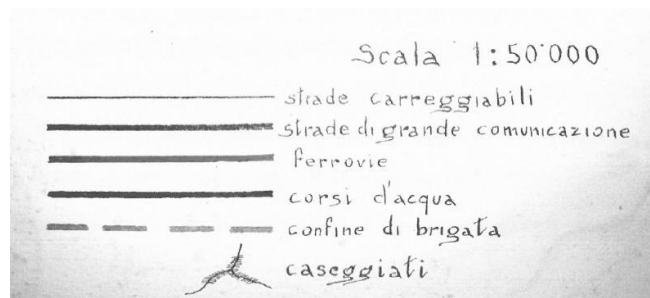 Scala 1:50'000
strade carreggiabili
strade di grande comunicazione
ferrovie
corsi d'acqua
confine di brigata
caseggiati